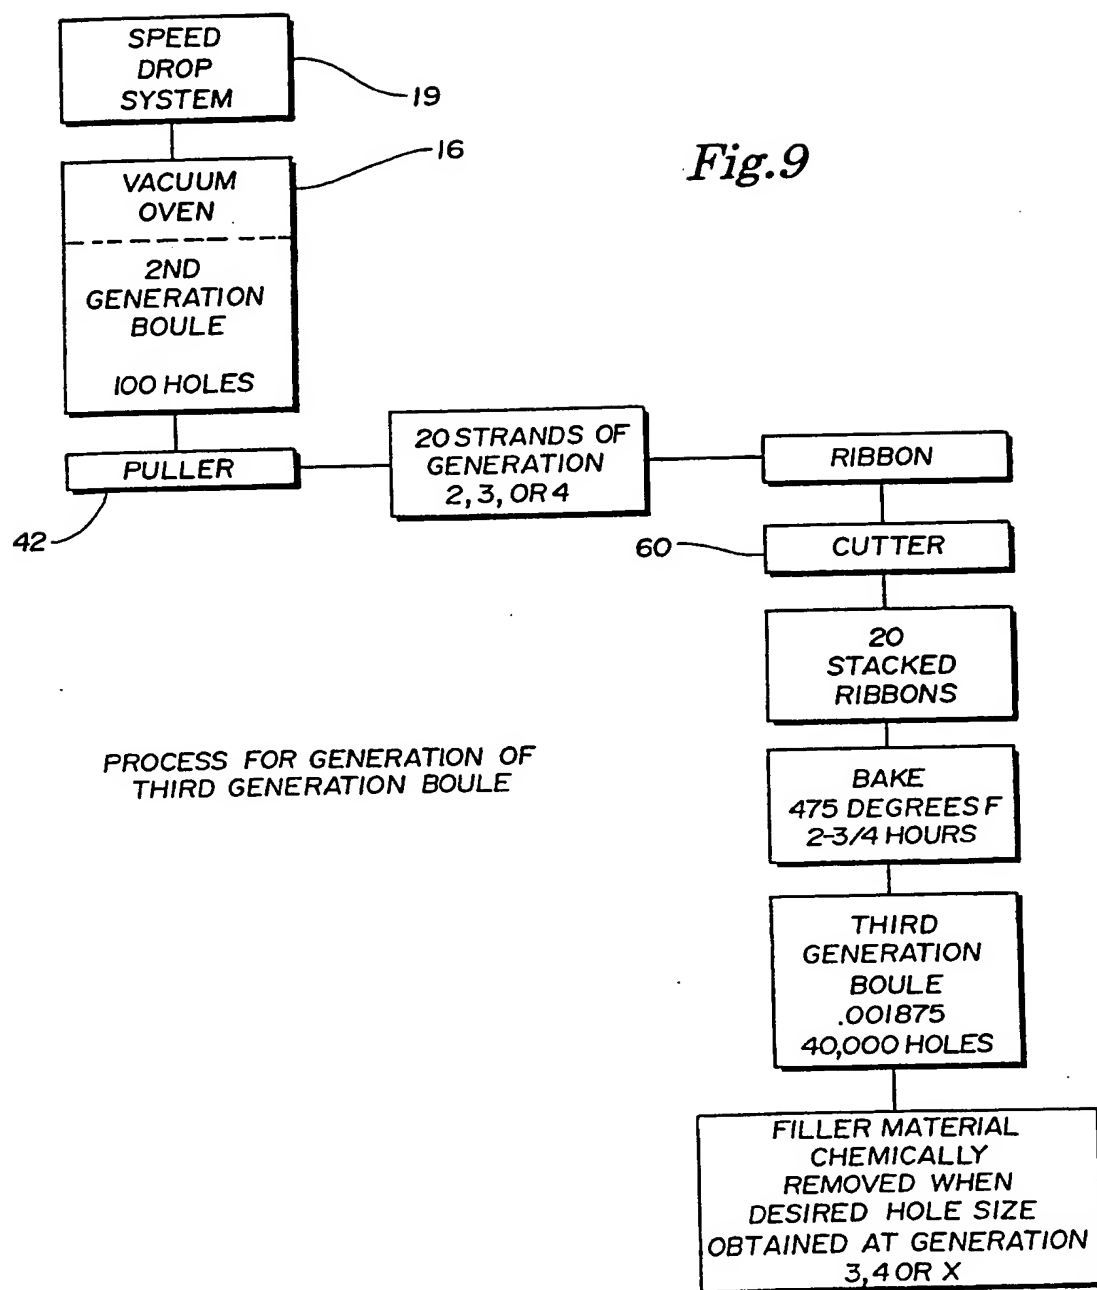 SPEED
DROP
SYSTEM
19
16
Fig.9
VACUUM
OVEN
2ND
GENERATION
BOULE
100 HOLES
PULLER
42
20 STRANDS OF
GENERATION
2, 3, OR 4
RIBBON
60
CUTTER
20
STACKED
RIBBONS
BAKE
475 DEGREES F
2-3/4 HOURS
THIRD
GENERATION
BOULE
.001875
40,000 HOLES
FILLER MATERIAL
CHEMICALLY
REMOVED WHEN
DESIRED HOLE SIZE
OBTAINED AT GENERATION
3, 4 OR X
PROCESS FOR GENERATION OF
THIRD GENERATION BOULE